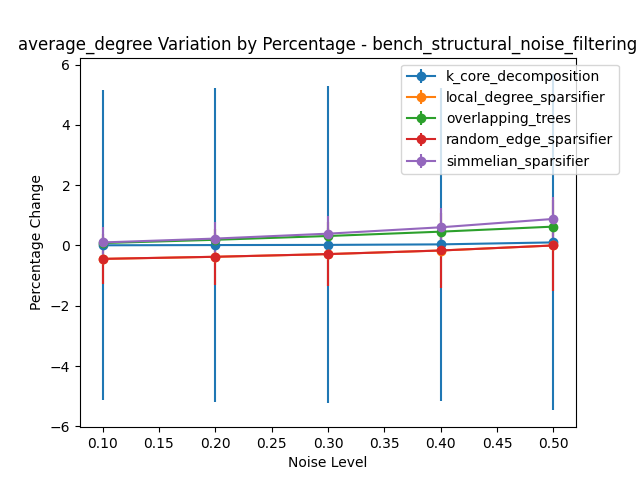 average_degree Variation by Percentage - bench_structural_noise_filtering
k_core_decomposition
local_degree_sparsifier
overlapping_trees
random_edge_sparsifier
simmelian_sparsifier
Percentage Change
6
4
2
0
−2
−4
−6
0.10 0.15 0.20 0.25 0.30 0.35 0.40 0.45 0.50
Noise Level